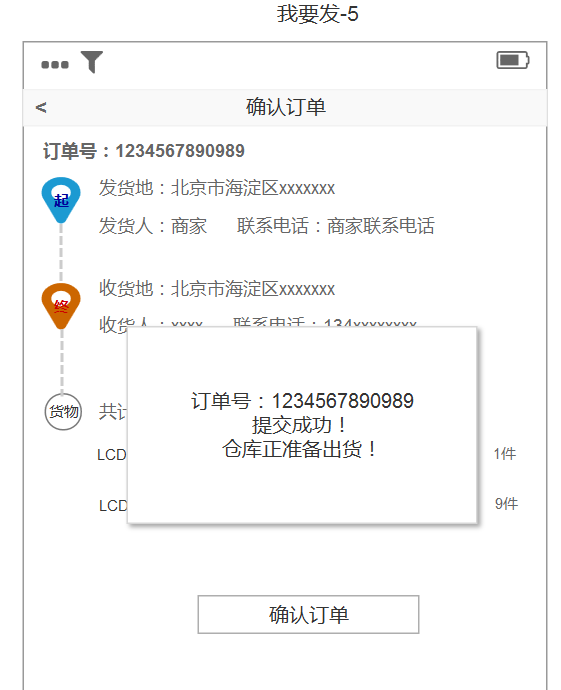 我要发-5
<
确认订单
订单号：1234567890989
起
发货地：北京市海淀区xxxxxxx
发货人：商家 联系电话：商家联系电话
终
收货地：北京市海淀区xxxxxxx
收货人：xxxx 联系电话：134xxxxxxxx
货物 共计
订单号：1234567890989
提交成功！
仓库正准备出货！
LCD 1件
LCD 9件
确认订单